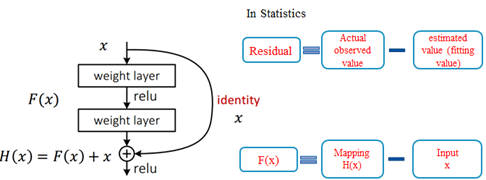 x
weight layer
relu
F(x)
weight layer
identity
x
H(x) = F(x) + x
relu
In Statistics
Residual
Actual
observed
value
estimated
value (fitting
value)
F(x)
Mapping
H(x)
Input
x